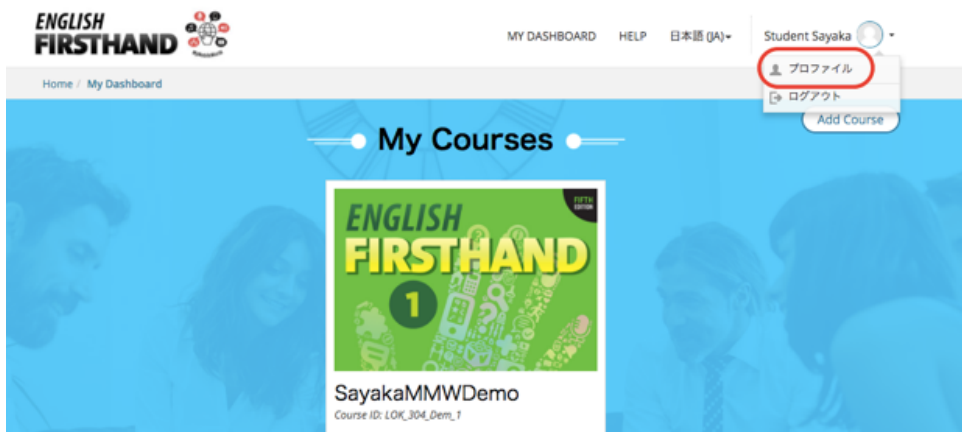 ENGLISH
FIRSTHAND
MY DASHBOARD HELP 日本語 (JA) Student Sayaka
プロファイル
ログアウト
Home / My Dashboard
Add Course
My Courses
FIFTH
EDITION
ENGLISH
FIRSTHAND
1
SayakaMMWDemo
Course ID: LOK_304_Dem_1